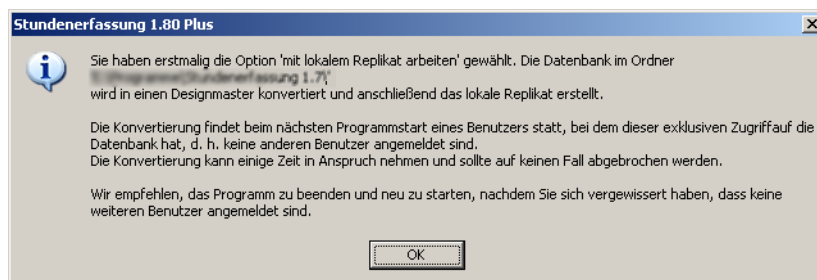 Stundenerfassung 1.80 Plus
Sie haben erstmalig die Option 'mit lokalem Replikat arbeiten' gewählt. Die Datenbank im Ordner
1.7\'
wird in einen Designmaster konvertiert und anschließend das lokale Replikat erstellt.
Die Konvertierung findet beim nächsten Programmstart eines Benutzers statt, bei dem dieser exklusiven Zugriffauf die
Datenbank hat, d. h. keine anderen Benutzer angemeldet sind.
Die Konvertierung kann einige Zeit in Anspruch nehmen und sollte auf keinen Fall abgebrochen werden.
Wir empfehlen, das Programm zu beenden und neu zu starten, nachdem Sie sich vergewissert haben, dass keine
weiteren Benutzer angemeldet sind.
OK